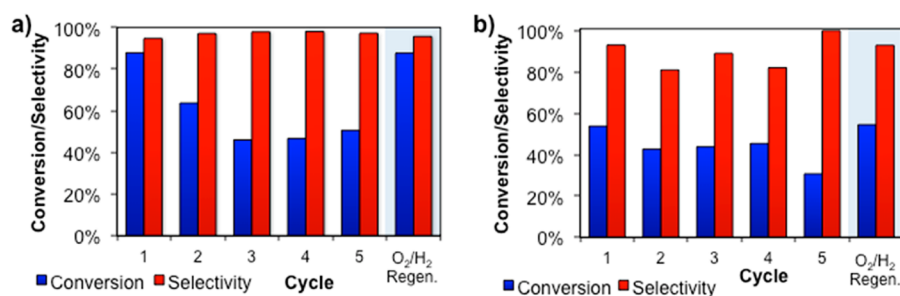 a)
Conversion/Selectivity
100%
80%
60%
40%
20%
0%
1 2 3 4 5 O₂/H₂ Regen.
Conversion Selectivity Cycle
b)
Conversion/Selectivity
100%
80%
60%
40%
20%
0%
1 2 3 4 5 O₂/H₂ Regen.
Conversion Selectivity Cycle